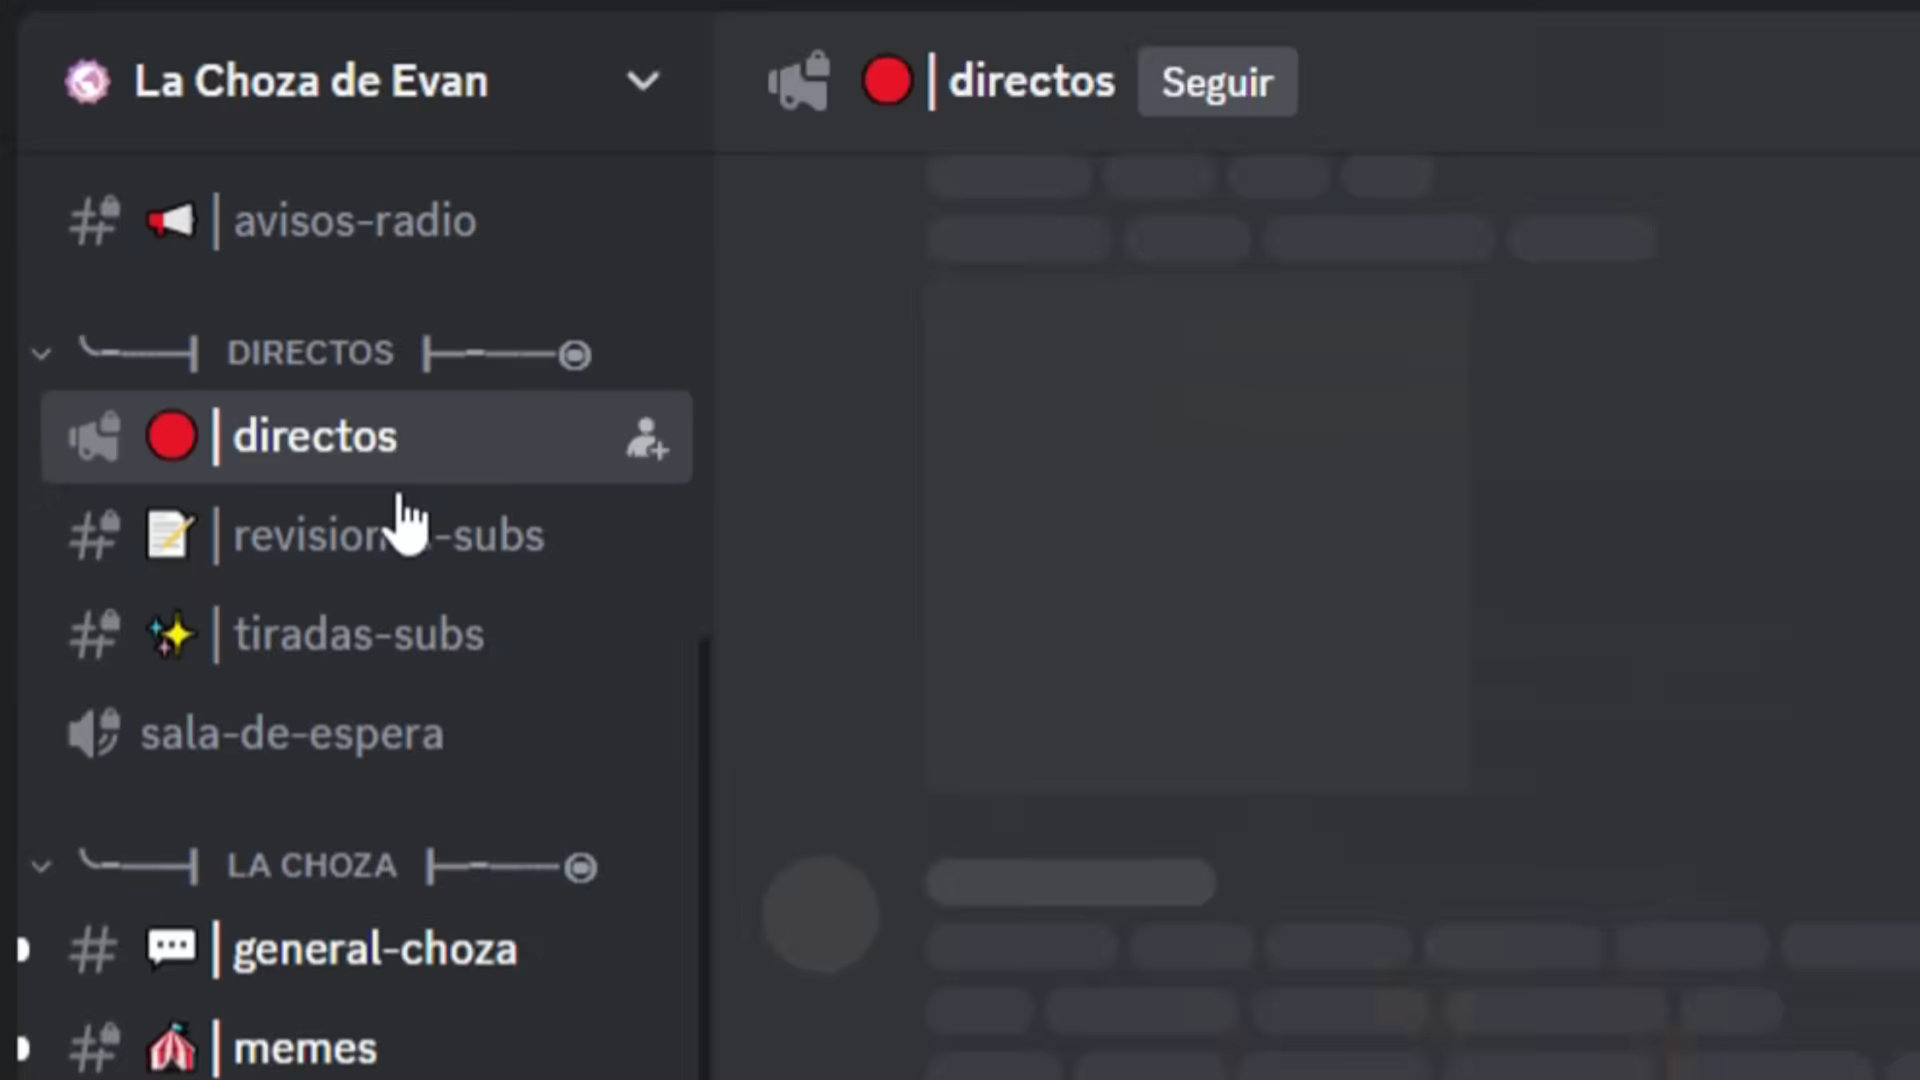 La Choza de Evan
directos
Seguir
avisos-radio
DIRECTOS
directos
-subs
tiradas-subs
sala-de-espera
LA CHOZA
general-choza
memes